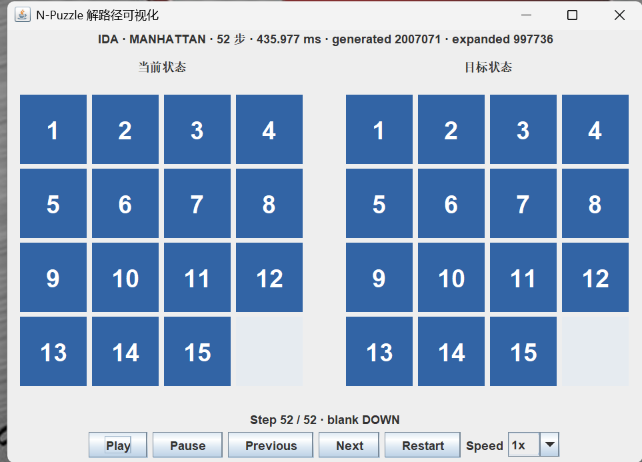 N-Puzzle 解路径可视化
IDA · MANHATTAN · 52 步 · 435.977 ms · generated 2007071 · expanded 997736
当前状态 目标状态
1 2 3 4 1 2 3 4
5 6 7 8 5 6 7 8
9 10 11 12 9 10 11 12
13 14 15 13 14 15
Step 52 / 52 · blank DOWN
Play Pause Previous Next Restart Speed 1x